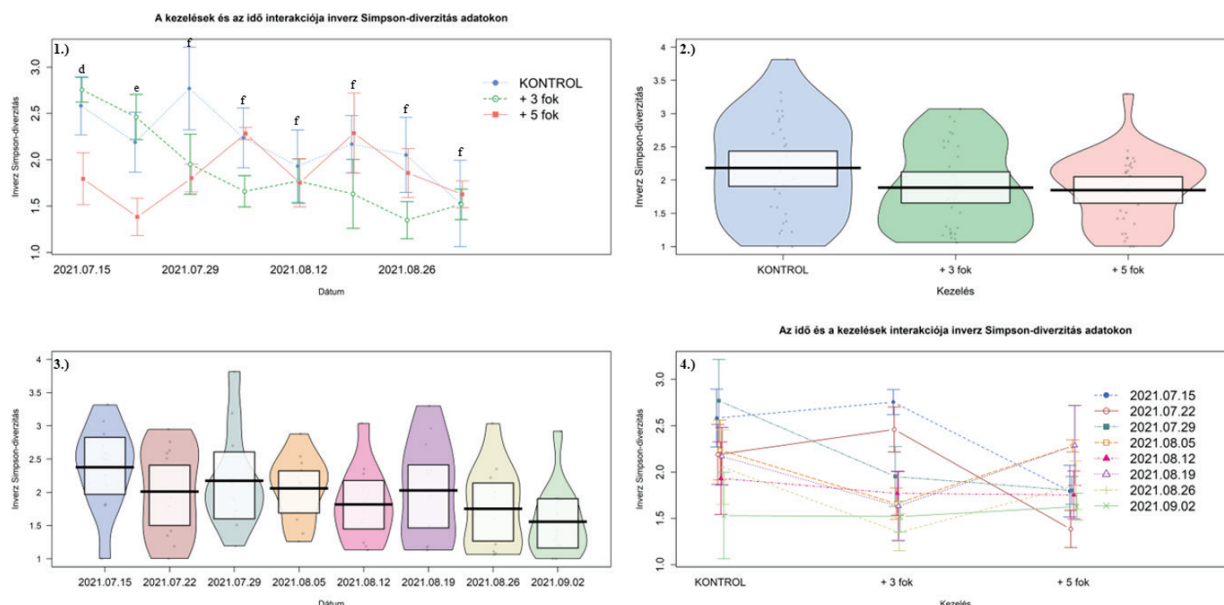 A kezelések és az idő interakciója inverz Simpson-diverzitás adatokon
1.)
Inverz Simpson-diverzitás
3.0
2.5
2.0
1.5
1.0
d
e
f
f
f
f
f
f
KONTROL
+ 3 fok
+ 5 fok
2021.07.15
2021.07.29
2021.08.12
2021.08.26
Dátum
2.)
Inverz Simpson-diverzitás
4
3.5
3
2.5
2
1.5
1
KONTROL
+ 3 fok
+ 5 fok
Kezelés
3.)
Inverz Simpson-diverzitás
4
3.5
3
2.5
2
1.5
1
2021.07.15
2021.07.22
2021.07.29
2021.08.05
2021.08.12
2021.08.19
2021.08.26
2021.09.02
Dátum
Az idő és a kezelések interakciója inverz Simpson-diverzitás adatokon
4.)
Inverz Simpson-diverzitás
3.0
2.5
2.0
1.5
1.0
2021.07.15
2021.07.22
2021.07.29
2021.08.05
2021.08.12
2021.08.19
2021.08.26
2021.09.02
KONTROL
+ 3 fok
+ 5 fok
Kezelés